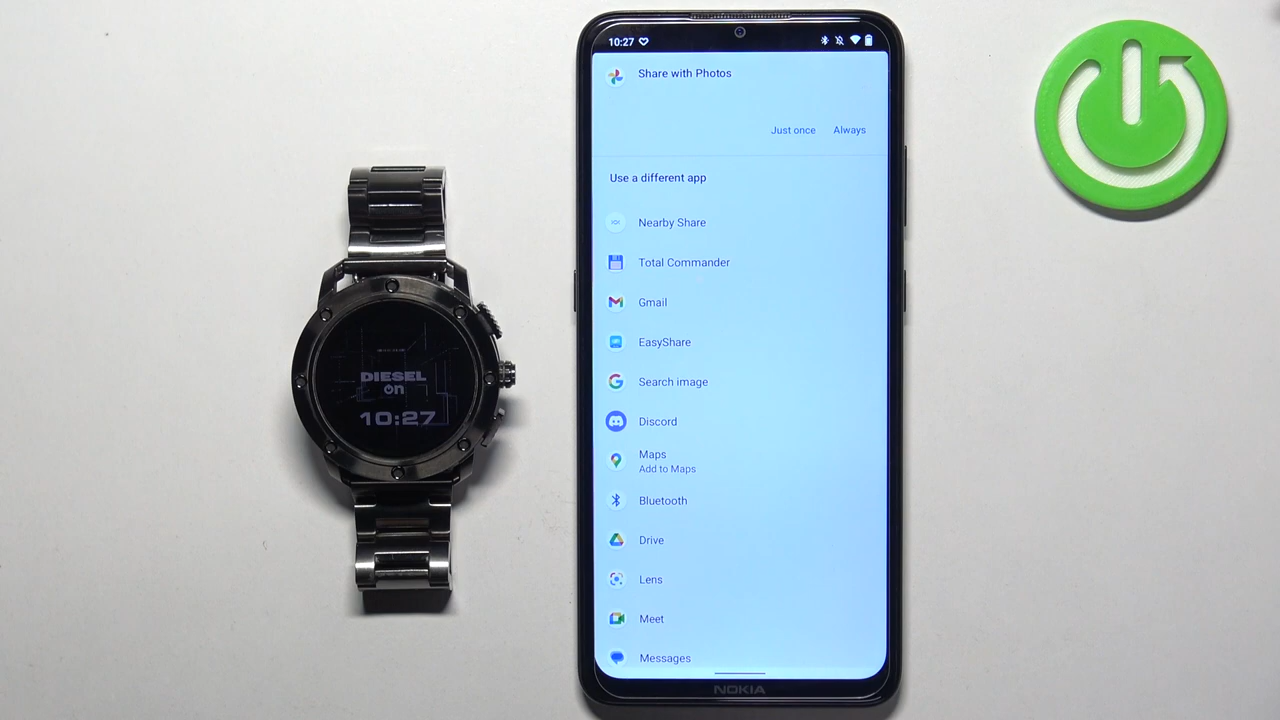 DIESEL
on
10:27
10:27
Share with Photos
Just once Always
Use a different app
Nearby Share
Total Commander
Gmail
EasyShare
Search image
Discord
Maps
Add to Maps
Bluetooth
Drive
Lens
Meet
Messages
NOKIA